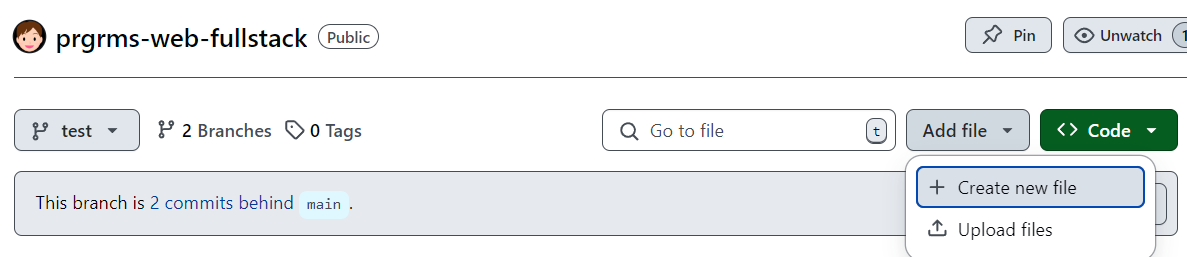 prgrms-web-fullstack Public Pin Unwatch 1
test 2 Branches 0 Tags Go to file t Add file Code
This branch is 2 commits behind main .
Create new file
Upload files